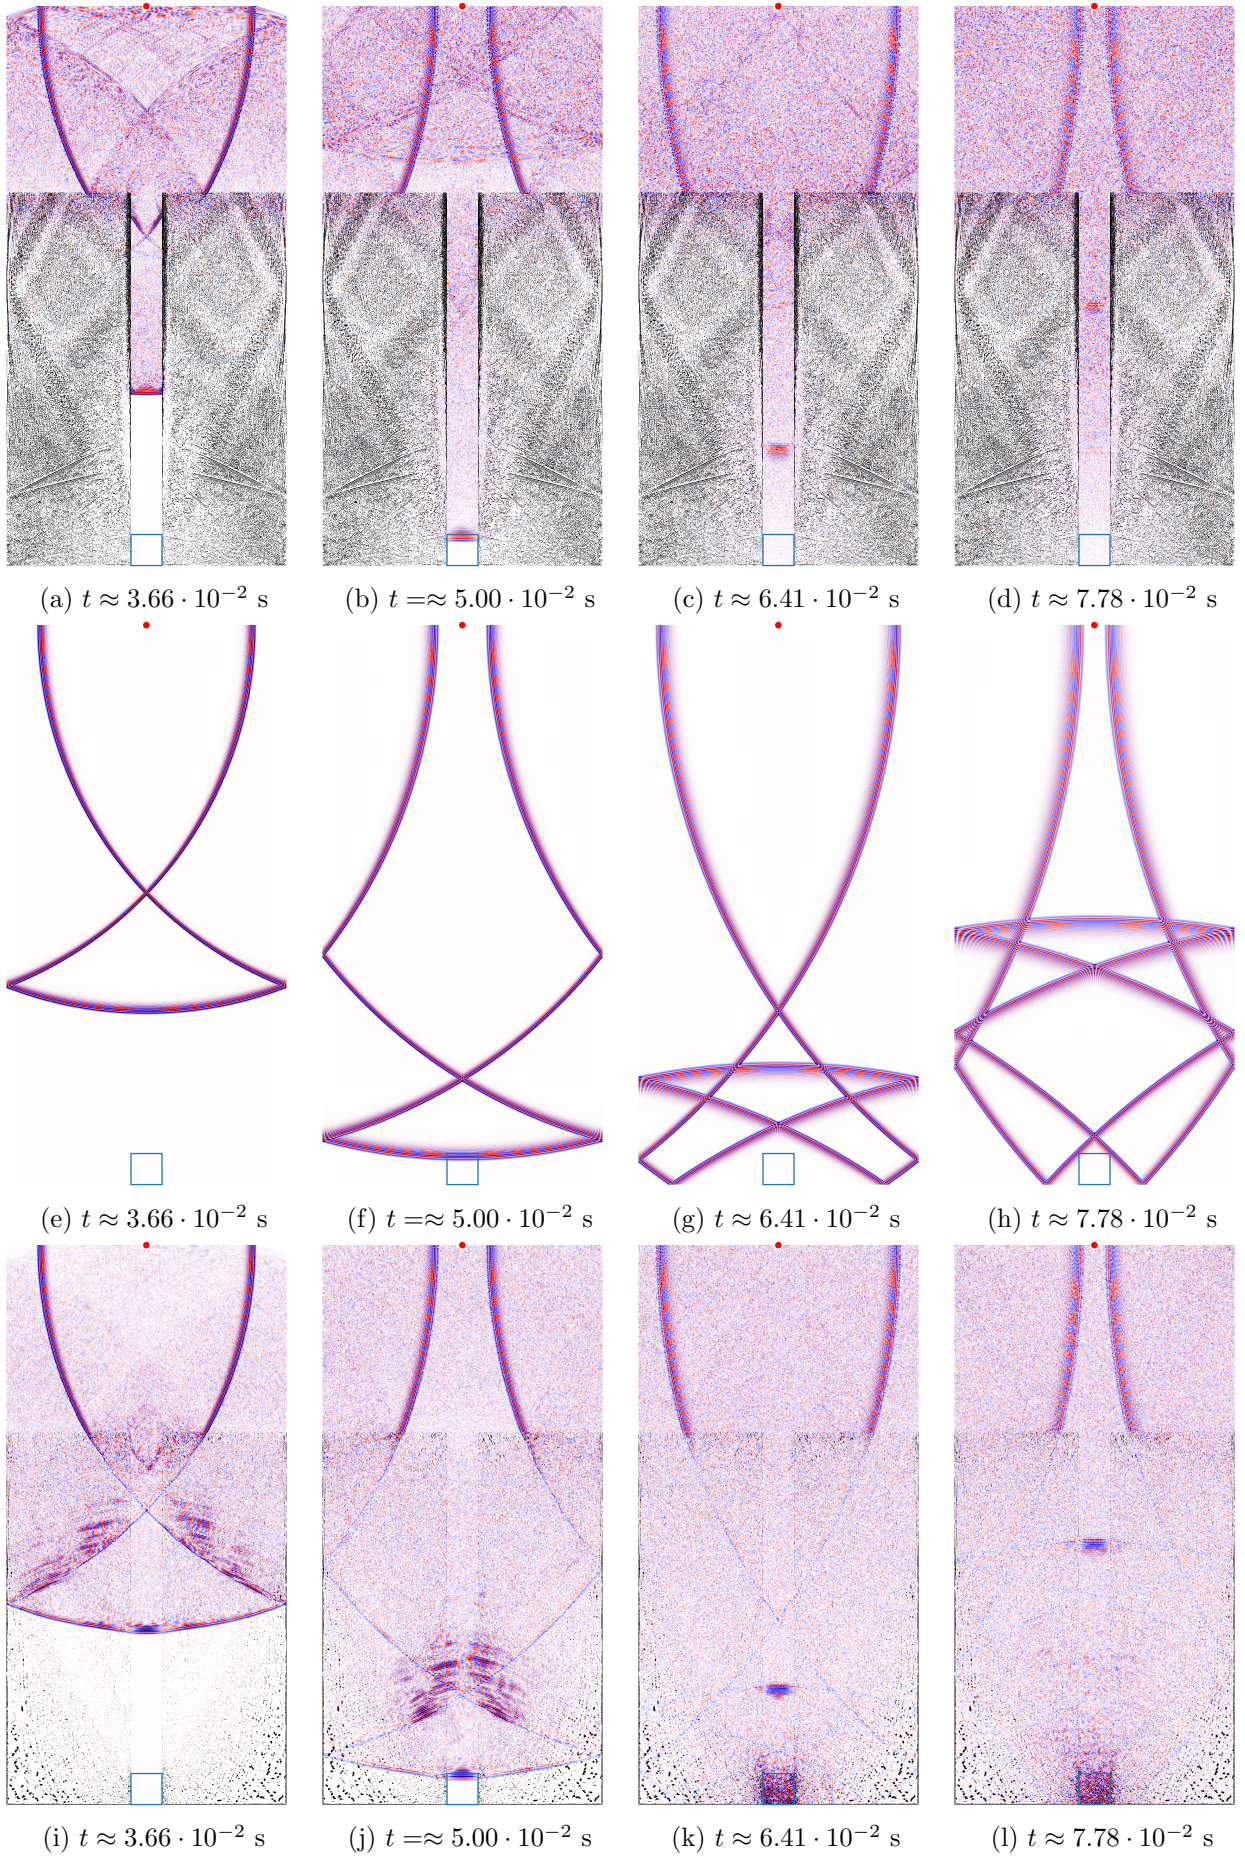 (a) t ≈ 3.66 · 10⁻² s (b) t =≈ 5.00 · 10⁻² s (c) t ≈ 6.41 · 10⁻² s (d) t ≈ 7.78 · 10⁻² s
(e) t ≈ 3.66 · 10⁻² s (f) t =≈ 5.00 · 10⁻² s (g) t ≈ 6.41 · 10⁻² s (h) t ≈ 7.78 · 10⁻² s
(i) t ≈ 3.66 · 10⁻² s (j) t =≈ 5.00 · 10⁻² s (k) t ≈ 6.41 · 10⁻² s (l) t ≈ 7.78 · 10⁻² s